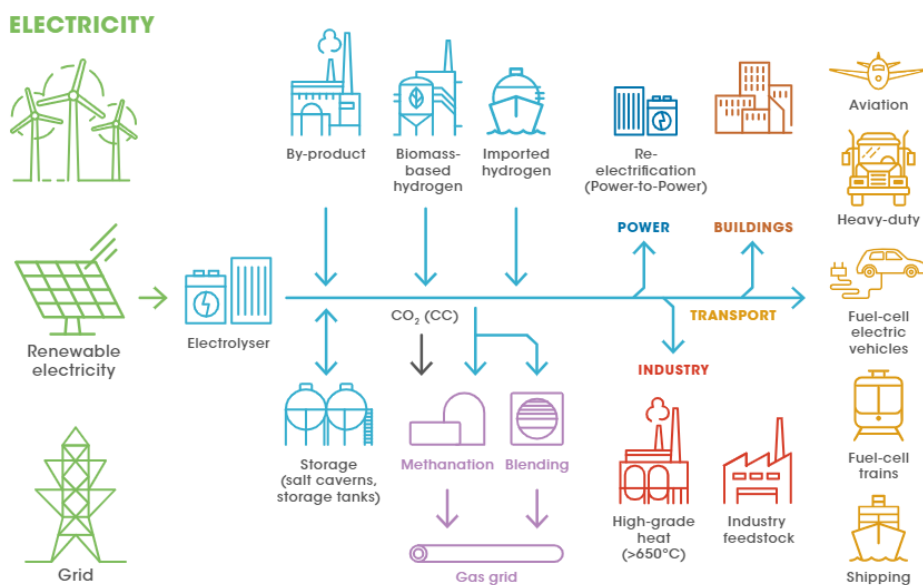 ELECTRICITY
Renewable
electricity
Grid
Electrolyser
By-product
Biomass-
based
hydrogen
Imported
hydrogen
CO₂ (CC)
Storage
(salt caverns,
storage tanks)
Methanation
Blending
Gas grid
Re-
electrification
(Power-to-Power)
POWER
BUILDINGS
TRANSPORT
INDUSTRY
High-grade
heat
(>650°C)
Industry
feedstock
Aviation
Heavy-duty
Fuel-cell
electric
vehicles
Fuel-cell
trains
Shipping